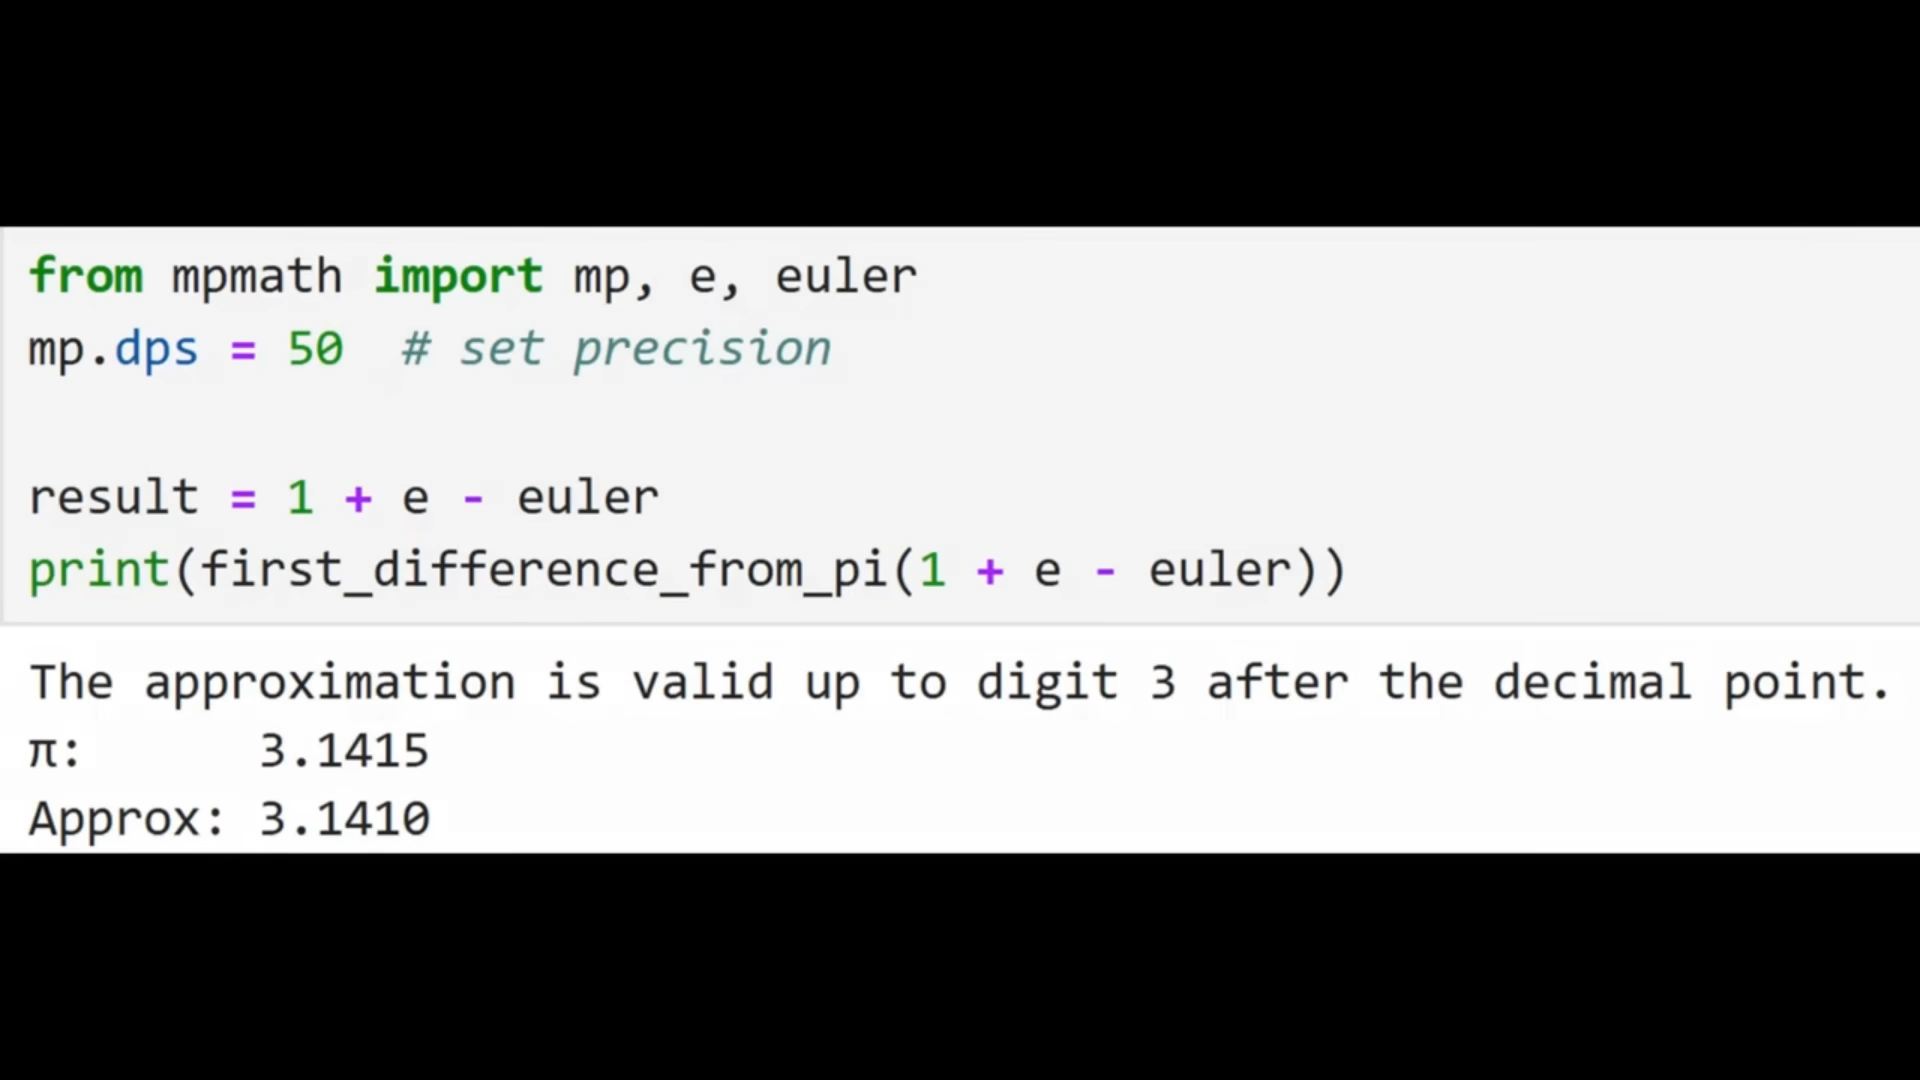 from mpmath import mp, e, euler
mp.dps = 50  # set precision
result = 1 + e - euler
print(first_difference_from_pi(1 + e - euler))
The approximation is valid up to digit 3 after the decimal point.
π:      3.1415
Approx: 3.1410